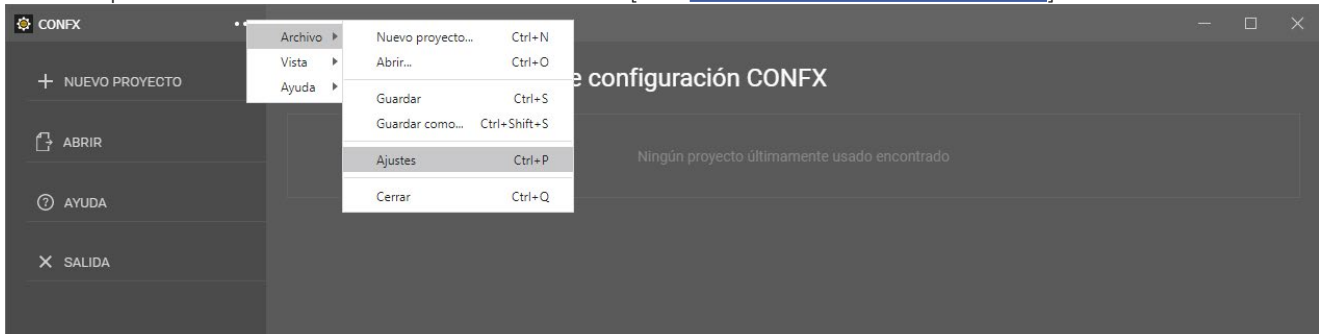 CONFX
Archivo
Nuevo proyecto... Ctrl+N
Vista
Abrir... Ctrl+O
Ayuda
Guardar Ctrl+S
Guardar como... Ctrl+Shift+S
Ajustes Ctrl+P
Cerrar Ctrl+Q
NUEVO PROYECTO
ABRIR
AYUDA
SALIDA
configuración CONFX
Ningún proyecto últimamente usado encontrado